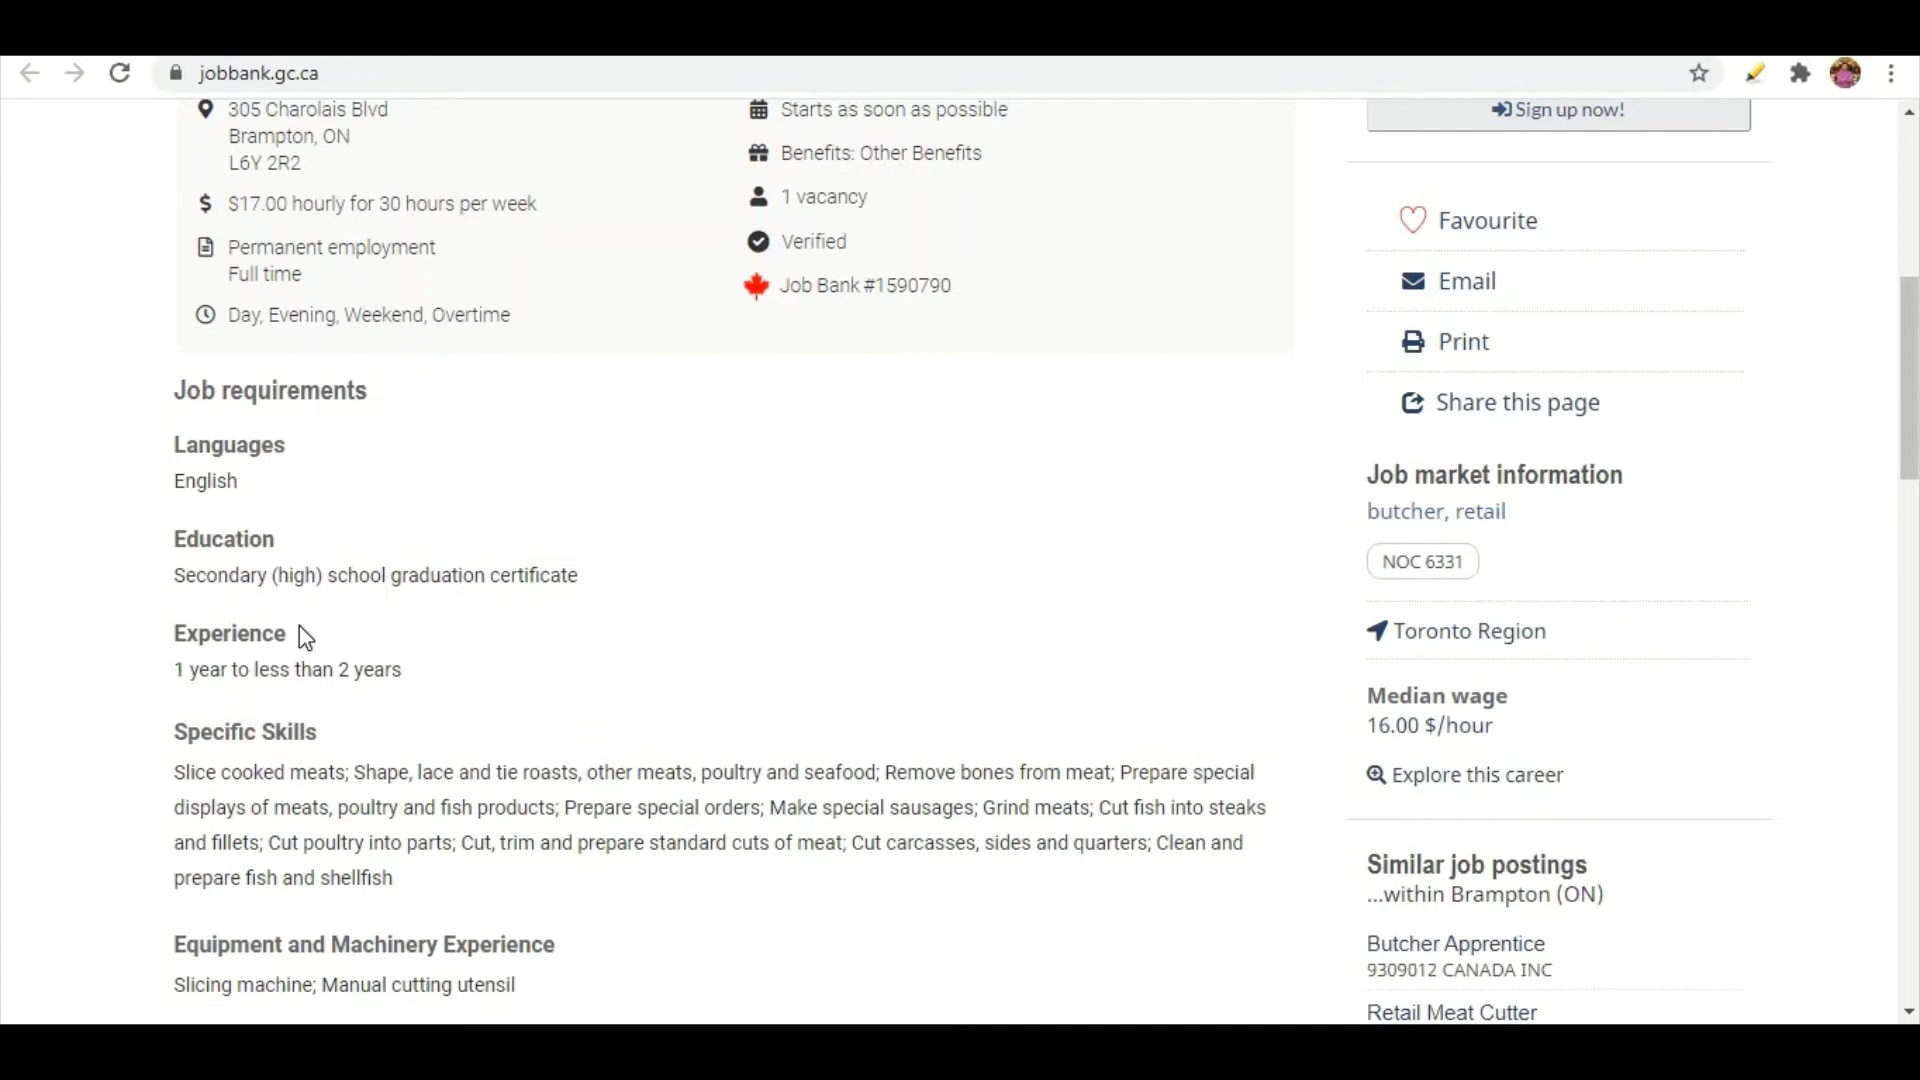 jobbank.gc.ca
305 Charolais Blvd
Brampton, ON
L6Y 2R2
$17.00 hourly for 30 hours per week
Permanent employment
Full time
Day, Evening, Weekend, Overtime
Starts as soon as possible
Benefits: Other Benefits
1 vacancy
Verified
Job Bank #1590790
Job requirements
Languages
English
Education
Secondary (high) school graduation certificate
Experience
1 year to less than 2 years
Specific Skills
Slice cooked meats; Shape, lace and tie roasts, other meats, poultry and seafood; Remove bones from meat; Prepare special
displays of meats, poultry and fish products; Prepare special orders; Make special sausages; Grind meats; Cut fish into steaks
and fillets; Cut poultry into parts; Cut, trim and prepare standard cuts of meat; Cut carcasses, sides and quarters; Clean and
prepare fish and shellfish
Equipment and Machinery Experience
Slicing machine; Manual cutting utensil
Sign up now!
Favourite
Email
Print
Share this page
Job market information
butcher, retail
NOC 6331
Toronto Region
Median wage
16.00 $/hour
Explore this career
Similar job postings
...within Brampton (ON)
Butcher Apprentice
9309012 CANADA INC
Retail Meat Cutter